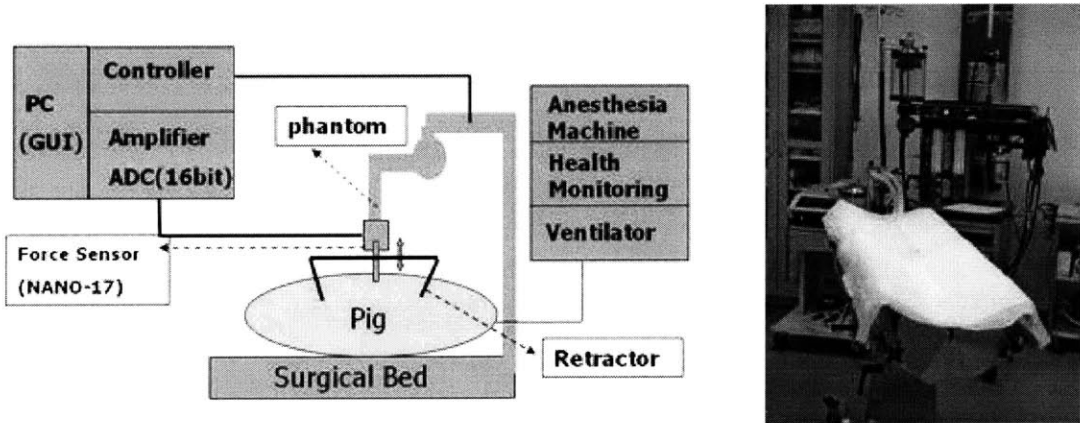 PC
(GUI)
Controller
Amplifier
ADC(16bit)
phantom
Anesthesia
Machine
Health
Monitoring
Ventilator
Force Sensor
(NANO-17)
Pig
Retractor
Surgical Bed